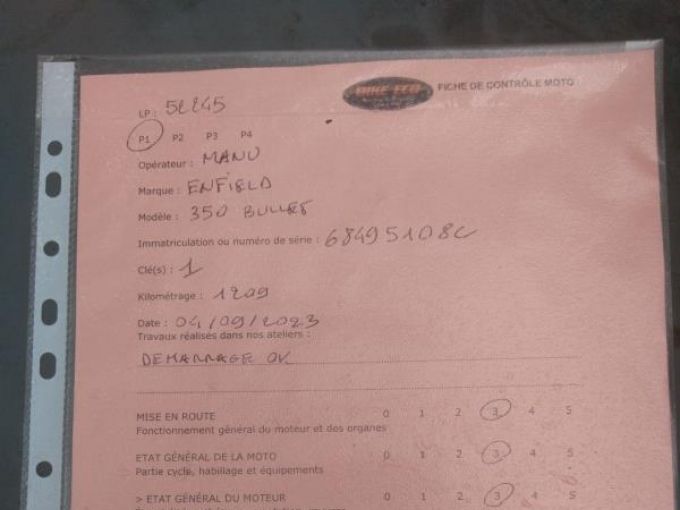 BIKE ECO
FICHE DE CONTRÔLE MOTO
LP : 52245
P1 P2 P3 P4
Opérateur : MANU
Marque : ENFIELD
Modèle : 350 BULLET
Immatriculation ou numéro de série : 68495108C
Clé(s) : 1
Kilométrage : 1209
Date : 04/09/2023
Travaux réalisés dans nos ateliers :
DEMARRAGE OK
MISE EN ROUTE 0 1 2 3 4 5
Fonctionnement général du moteur et des organes
ETAT GÉNÉRAL DE LA MOTO 0 1 2 3 4 5
Partie cycle, habillage et équipements
> ETAT GÉNÉRAL DU MOTEUR 0 1 2 3 4 5